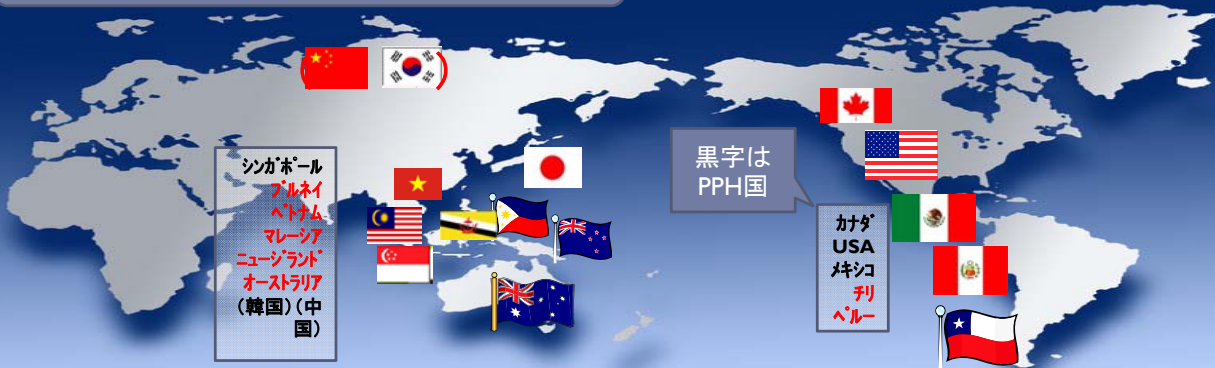 シンガポール
ブルネイ
ベトナム
マレーシア
ニュージランド
オーストラリア
(韓国)(中
国)
黒字は
PPH国
カナダ
USA
メキシコ
チリ
ペルー